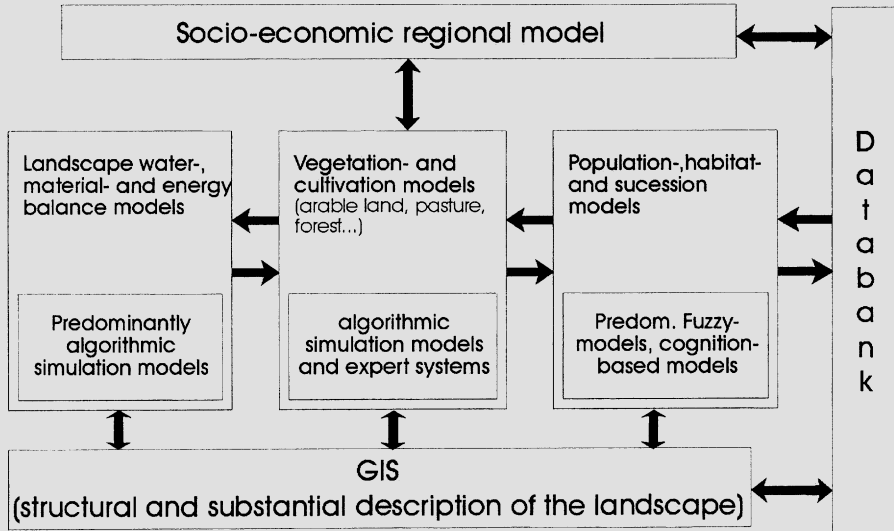 Socio-economic regional model
Landscape water-,
material- and energy
balance models
Predominantly
algorithmic
simulation models
Vegetation- and
cultivation models
(arable land, pasture,
forest...)
algorithmic
simulation models
and expert systems
Population-,habitat-
and sucession
models
Predom. Fuzzy-
models, cognition-
based models
GIS
(structural and substantial description of the landscape)
D
a
t
a
b
a
n
k